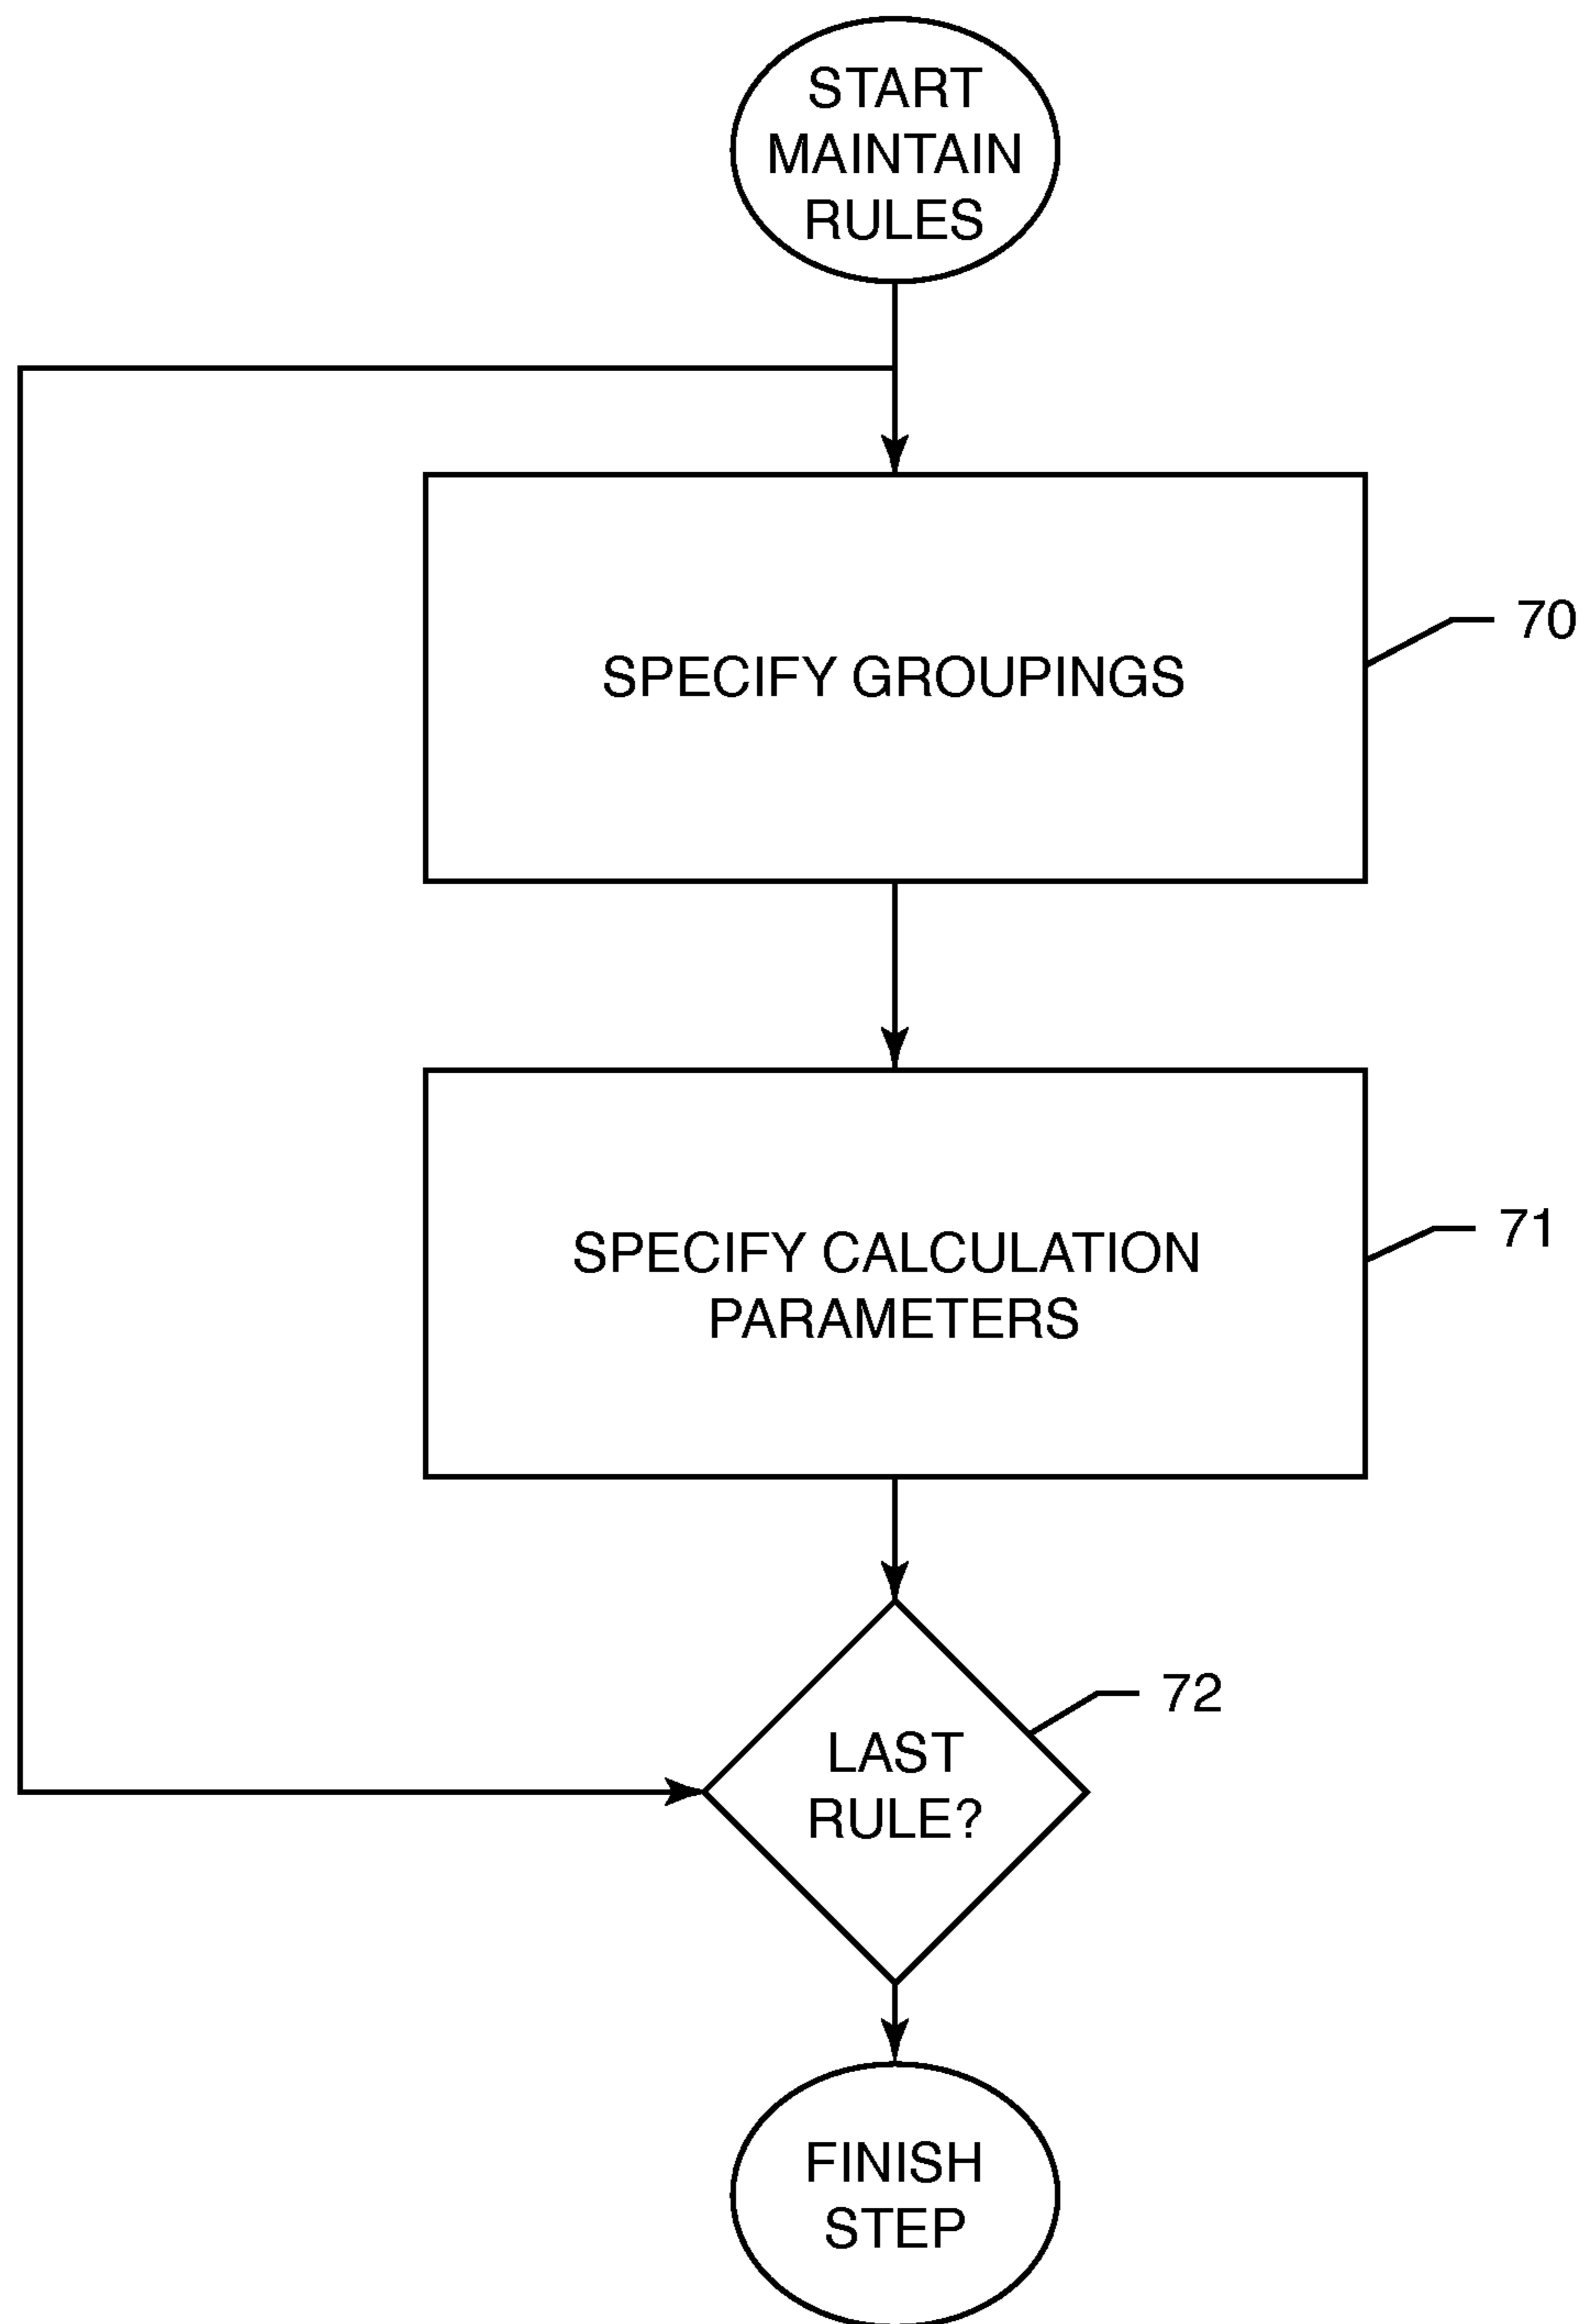 START
MAINTAIN
RULES
SPECIFY GROUPINGS
70
SPECIFY CALCULATION
PARAMETERS
71
LAST
RULE?
72
FINISH
STEP